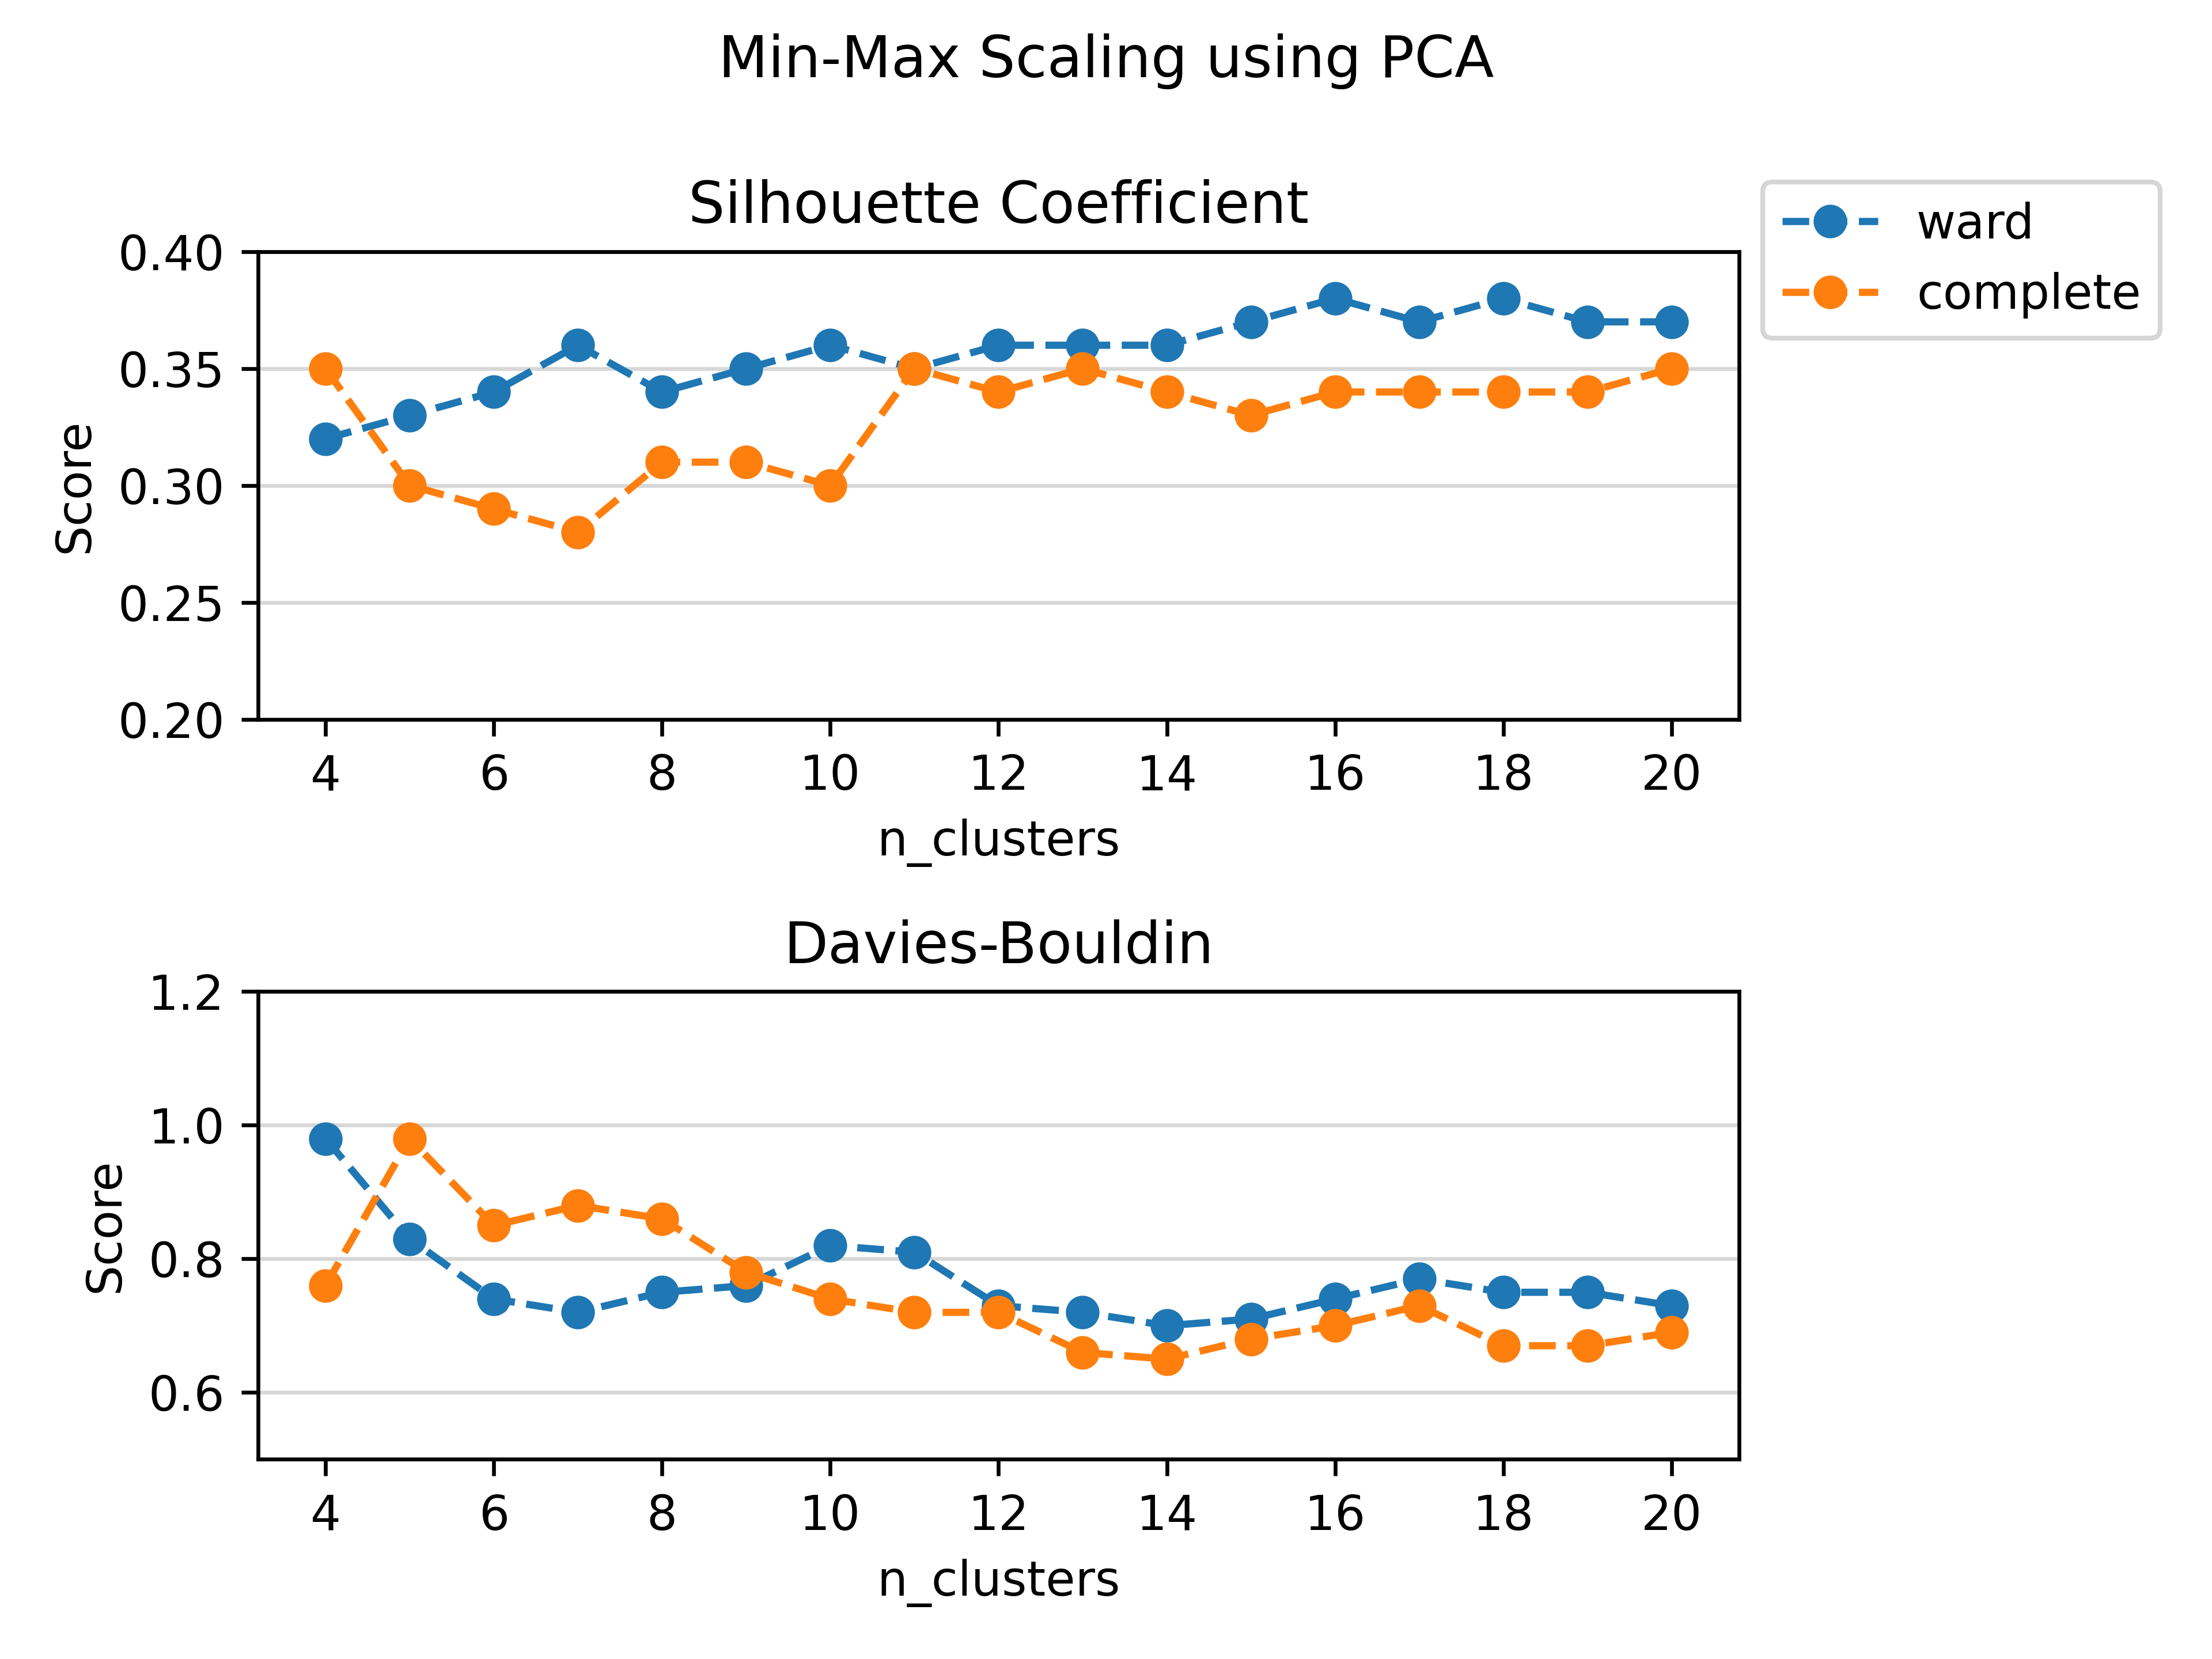 Min-Max Scaling using PCA
Silhouette Coefficient
ward
complete
0.40
0.35
0.30
0.25
0.20
Score
4 6 8 10 12 14 16 18 20
n_clusters
Davies-Bouldin
1.2
1.0
0.8
0.6
Score
4 6 8 10 12 14 16 18 20
n_clusters